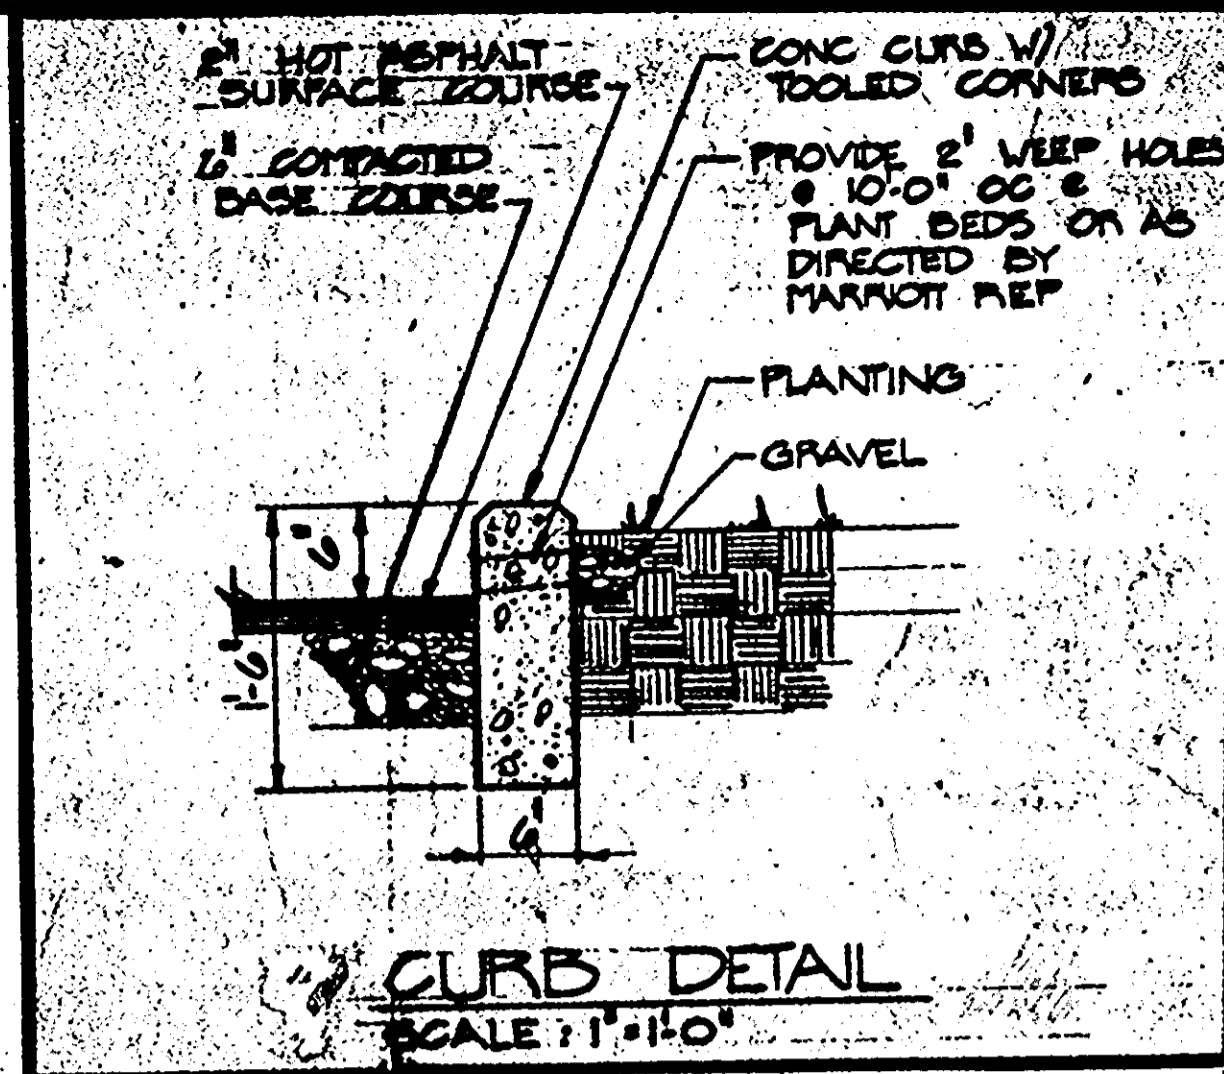 2" HOT ASPHALT
SURFACE COURSE
6" COMPACTED
BASE COURSE
CONC CURB W/
TOOLED CORNERS
PROVIDE 2" WEEP HOLES
@ 10'-0" OC @
PLANT BEDS OR AS
DIRECTED BY
MARRIOTT REP
PLANTING
GRAVEL
6"
1'-6"
6"
CURB DETAIL
SCALE : 1"=1'-0"